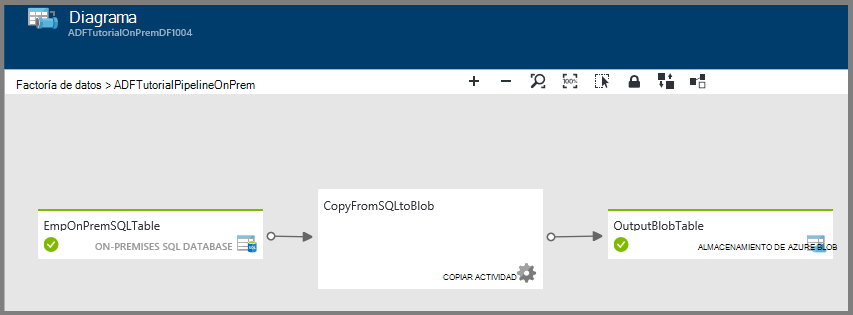 Diagrama
ADFTutorialOnPremDF1004
Factoría de datos > ADFTutorialPipelineOnPrem
100%
EmpOnPremSQLTable
ON-PREMISES SQL DATABASE
SQL
CopyFromSQLtoBlob
COPIAR ACTIVIDAD
OutputBlobTable
ALMACENAMIENTO DE AZURE BLOB